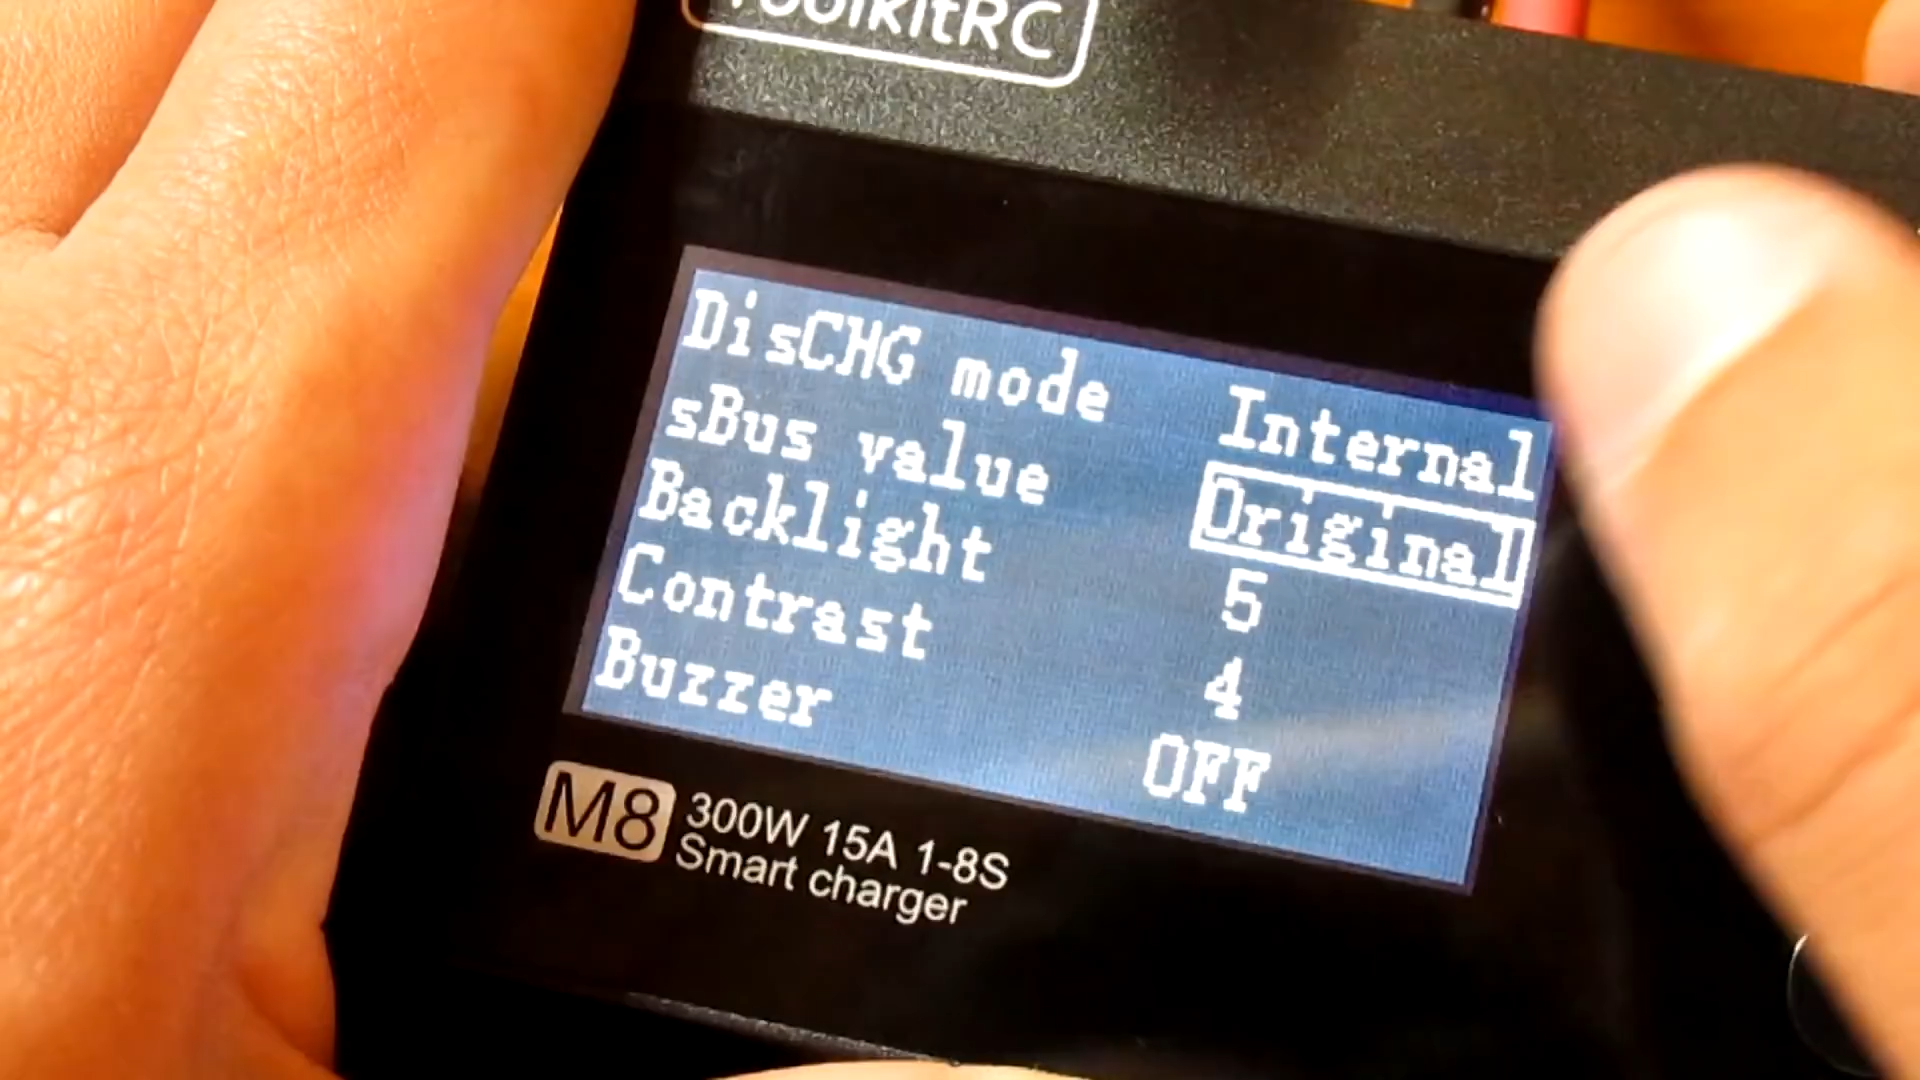 ToolkitRC
DisCHG mode Internal
sBus value Original
Backlight 5
Contrast 4
Buzzer OFF
M8 300W 15A 1-8S
Smart charger